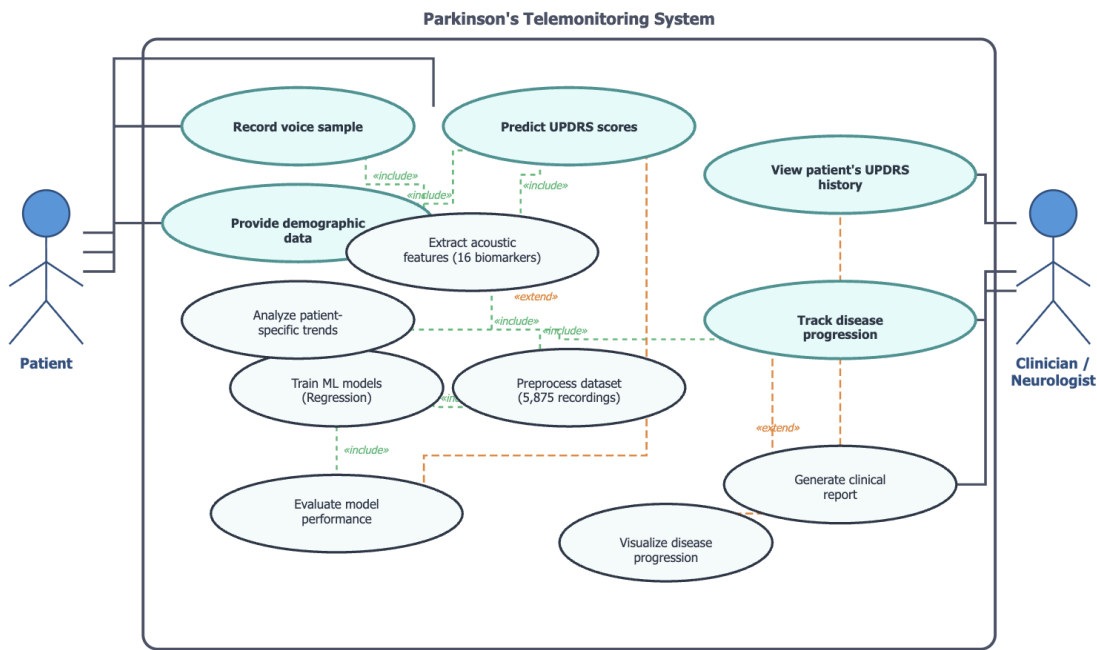 Parkinson's Telemonitoring System
Record voice sample
Predict UPDRS scores
View patient's UPDRS
history
«include»
«include»
«include»
Provide demographic
data
Extract acoustic
features (16 biomarkers)
«extend»
Analyze patient-
specific trends
«include»
«include»
Track disease
progression
Patient
Clinician /
Neurologist
Train ML models
(Regression)
Preprocess dataset
(5,875 recordings)
«extend»
«include»
Generate clinical
report
Evaluate model
performance
Visualize disease
progression